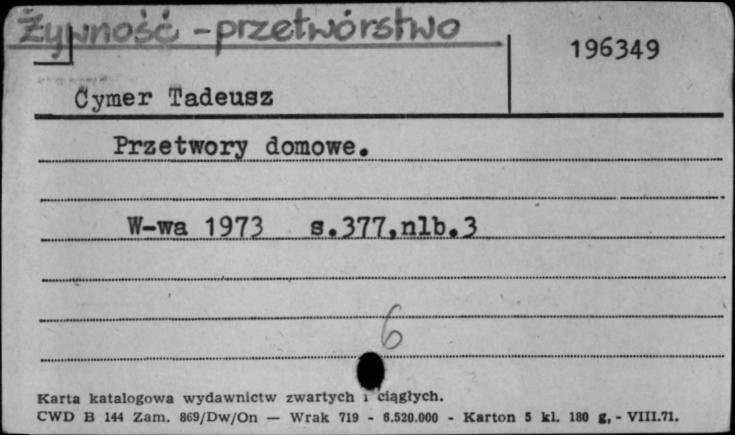 Żywność - przetwórstwo
196349
Cymer Tadeusz
Przetwory domowe.
W-wa 1973 s.377,nlb.3
6
Karta katalogowa wydawnictw zwartych i ciągłych.
CWD B 144 Zam. 869/Dw/On — Wrak 719 - 6.520.000 - Karton 5 kl. 180 g, - VIII.71.